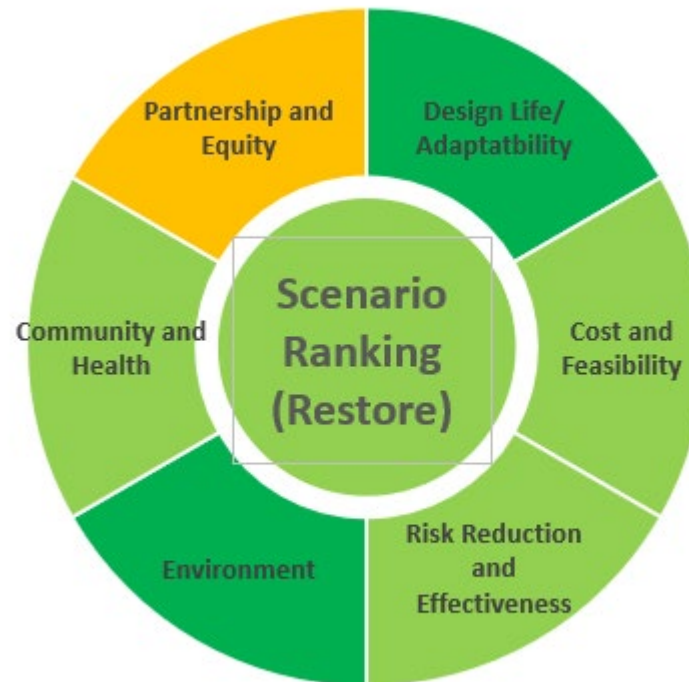 Partnership and
Equity
Design Life/
Adaptatbility
Community and
Health
Scenario
Ranking
(Restore)
Cost and
Feasibility
Environment
Risk Reduction
and
Effectiveness